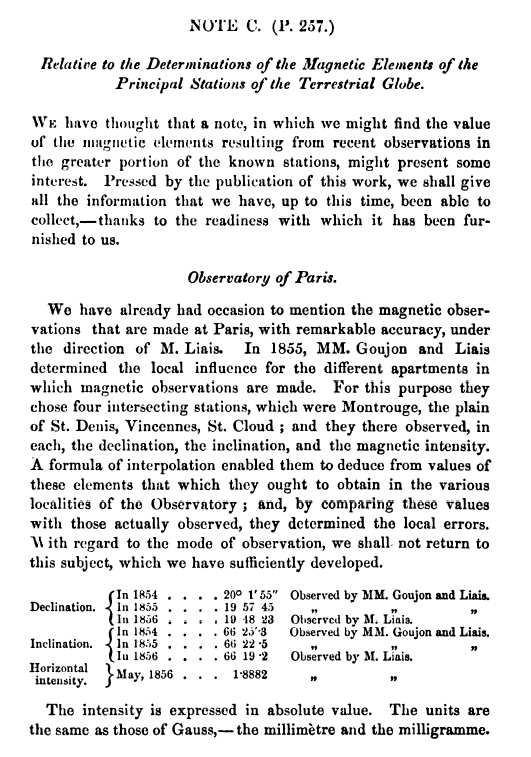 NOTE C. (P. 257.)
Relative to the Determinations of the Magnetic Elements of the
Principal Stations of the Terrestrial Globe.
WE have thought that a note, in which we might find the value
of the magnetic elements resulting from recent observations in
the greater portion of the known stations, might present some
interest. Pressed by the publication of this work, we shall give
all the information that we have, up to this time, been able to
collect,—thanks to the readiness with which it has been fur-
nished to us.
Observatory of Paris.
We have already had occasion to mention the magnetic obser-
vations that are made at Paris, with remarkable accuracy, under
the direction of M. Liais. In 1855, MM. Goujon and Liais
determined the local influence for the different apartments in
which magnetic observations are made. For this purpose they
chose four intersecting stations, which were Montrouge, the plain
of St. Denis, Vincennes, St. Cloud ; and they there observed, in
each, the declination, the inclination, and the magnetic intensity.
A formula of interpolation enabled them to deduce from values of
these elements that which they ought to obtain in the various
localities of the Observatory ; and, by comparing these values
with those actually observed, they determined the local errors.
With regard to the mode of observation, we shall not return to
this subject, which we have sufficiently developed.
In 1854 . . . . 20° 1′ 55″ Observed by MM. Goujon and Liais.
Declination. In 1855 . . . . 19 57 45 „ „ „
In 1856 . . . . 19 48 23 Observed by M. Liais.
In 1854 . . . . 66 25′·3 Observed by MM. Goujon and Liais.
Inclination. In 1855 . . . . 66 22 ·5 „ „ „
In 1856 . . . . 66 19 ·2 Observed by M. Liais.
Horizontal intensity. May, 1856 . . . 1·8882 „ „
The intensity is expressed in absolute value. The units are
the same as those of Gauss,—the millimètre and the milligramme.